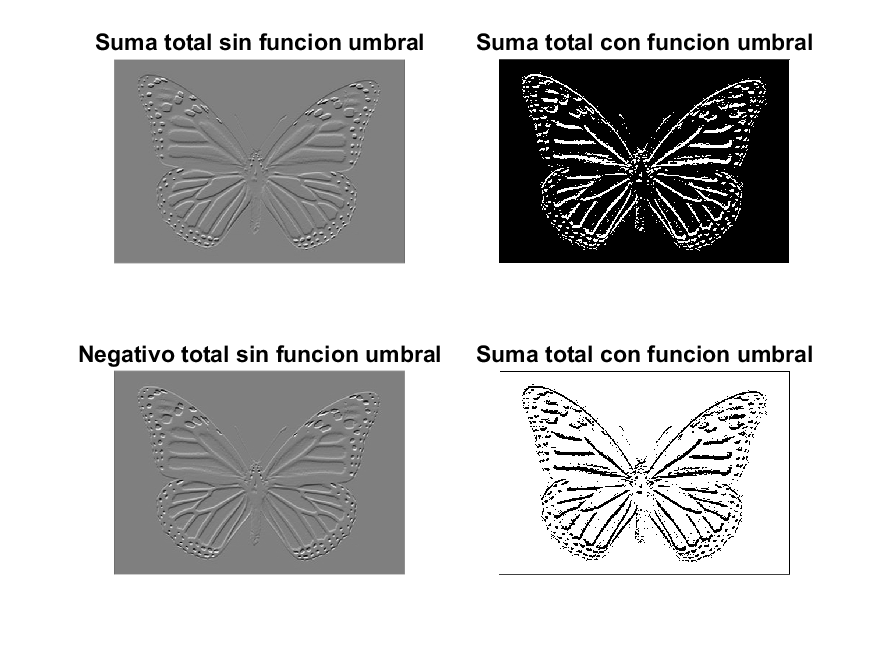 Suma total sin funcion umbral
Suma total con funcion umbral
Negativo total sin funcion umbral
Suma total con funcion umbral